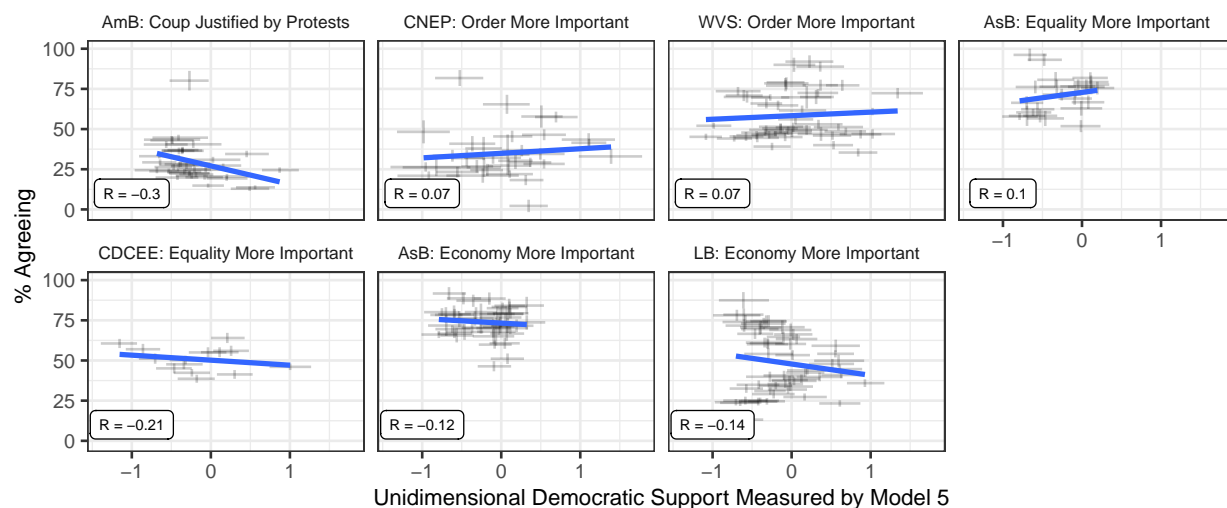 AmB: Coup Justified by Protests
CNEP: Order More Important
WVS: Order More Important
AsB: Equality More Important
100
75
50
25
0
R = −0.3
R = 0.07
R = 0.07
R = 0.1
−1 0 1
CDCEE: Equality More Important
AsB: Economy More Important
LB: Economy More Important
100
75
50
25
0
R = −0.21
R = −0.12
R = −0.14
−1 0 1
−1 0 1
−1 0 1
% Agreeing
Unidimensional Democratic Support Measured by Model 5